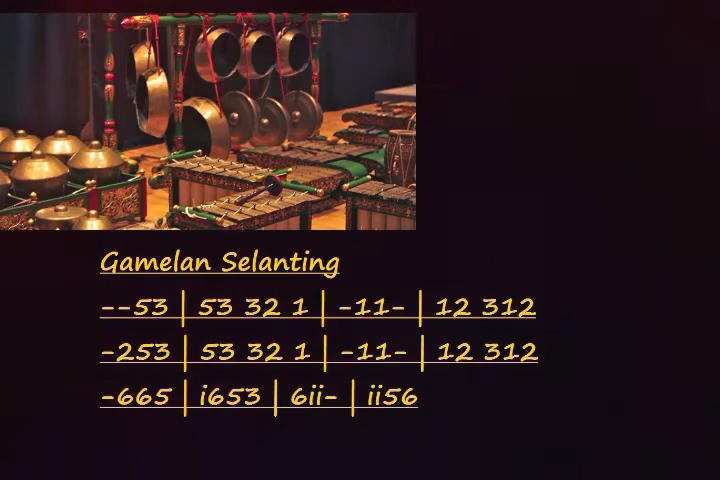 Gamelan Selanting
--53 | 53 32 1 | -11- | 12 312
-253 | 53 32 1 | -11- | 12 312
-665 | i653 | 6ii- | ii56